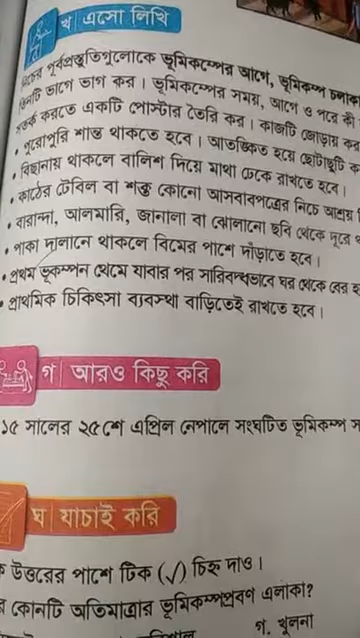 খ এসো লিখি
পূর্বপ্রস্তুতিগুলোকে ভূমিকম্পের আগে, ভূমিকম্প
তিনটি ভাগে ভাগ কর। ভূমিকম্পের সময়, আগে ও পরে কী
করতে একটি পোস্টার তৈরি কর। কাজটি জোড়ায় কর
• পুরোপুরি শান্ত থাকতে হবে। আতঙ্কিত হয়ে ছোটাছুটি
• বিছানায় থাকলে বালিশ দিয়ে মাথা ঢেকে রাখতে হবে।
• কাঠের টেবিল বা শক্ত কোনো আসবাবপত্রের নিচে আশ্রয়
• বারান্দা, আলমারি, জানালা বা ঝোলানো ছবি থেকে দূরে
• পাকা দালানে থাকলে বিমের পাশে দাঁড়াতে হবে।
• প্রথম ভূকম্পন থেমে যাবার পর সারিবদ্ধভাবে ঘর থেকে বের
• প্রাথমিক চিকিৎসা ব্যবস্থা বাড়িতেই রাখতে হবে।
গ আরও কিছু করি
১৫ সালের ২৫শে এপ্রিল নেপালে সংঘটিত ভূমিকম্প
ঘ যাচাই করি
উত্তরের পাশে টিক (√) চিহ্ন দাও।
কোনটি অতিমাত্রার ভূমিকম্পপ্রবণ এলাকা?
গ. খুলনা